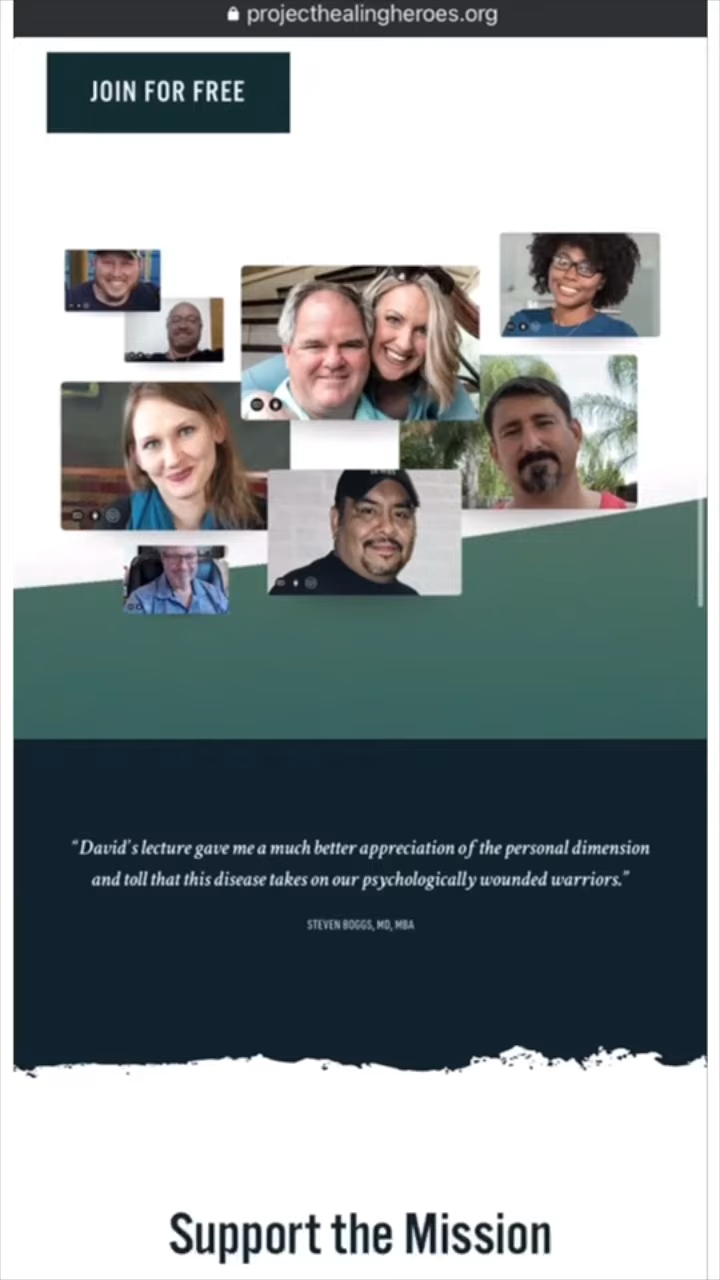 projecthealingheroes.org
JOIN FOR FREE
“David’s lecture gave me a much better appreciation of the personal dimension
and toll that this disease takes on our psychologically wounded warriors.”
STEVEN BOGGS, MD, MBA
Support the Mission